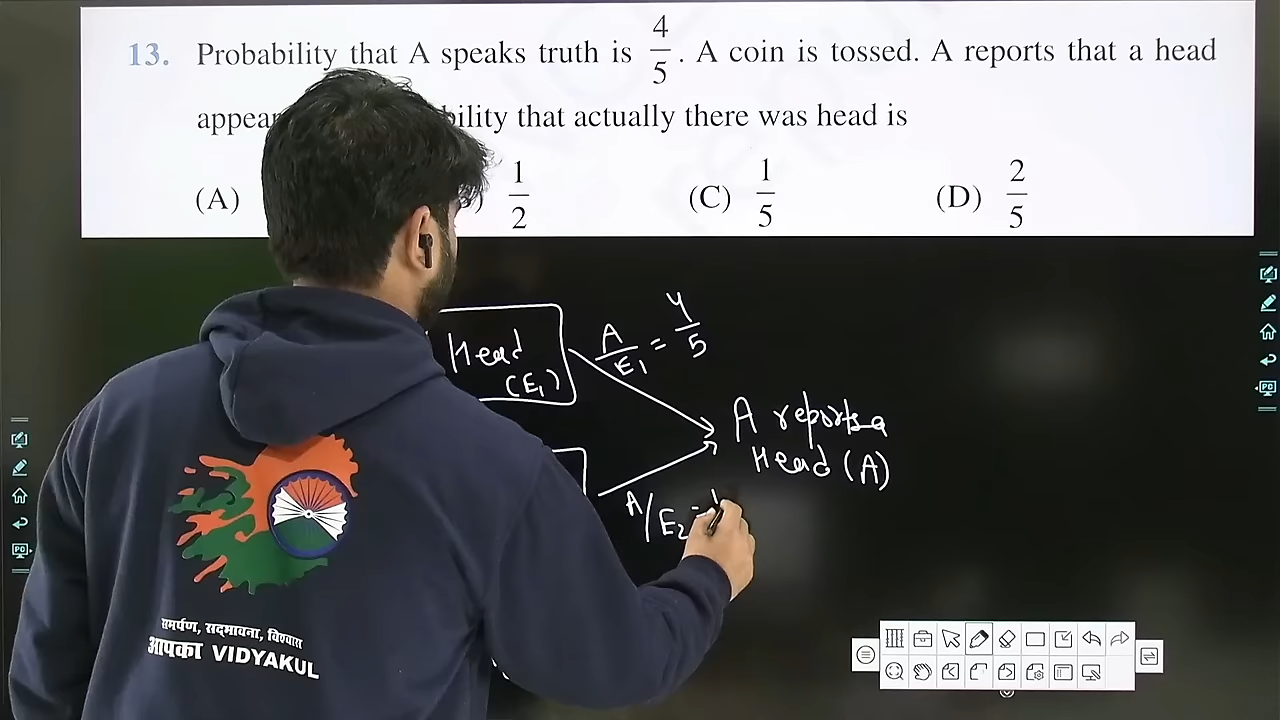 13. Probability that A speaks truth is 4/5. A coin is tossed. A reports that a head
that actually there was head is
(A) 1/2 (C) 1/5 (D) 2/5
Head
(E₁)
A/E₁ = 4/5
A reports a
Head (A)
A/E₂ =
समर्पण, सद्भावना, विश्वास
आपका VIDYAKUL